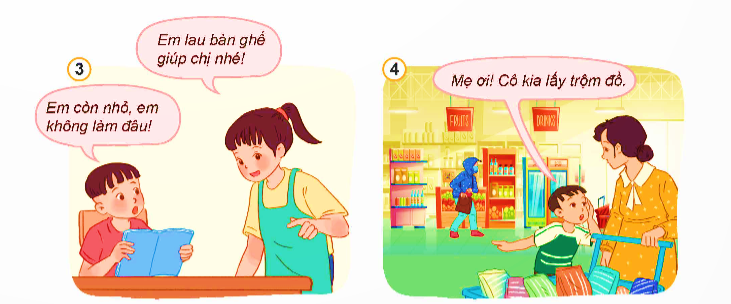 3
Em lau bàn ghế
giúp chị nhé!
Em còn nhỏ, em
không làm đâu!
4
Mẹ ơi! Cô kia lấy trộm đồ.
FRUITS
DRINKS